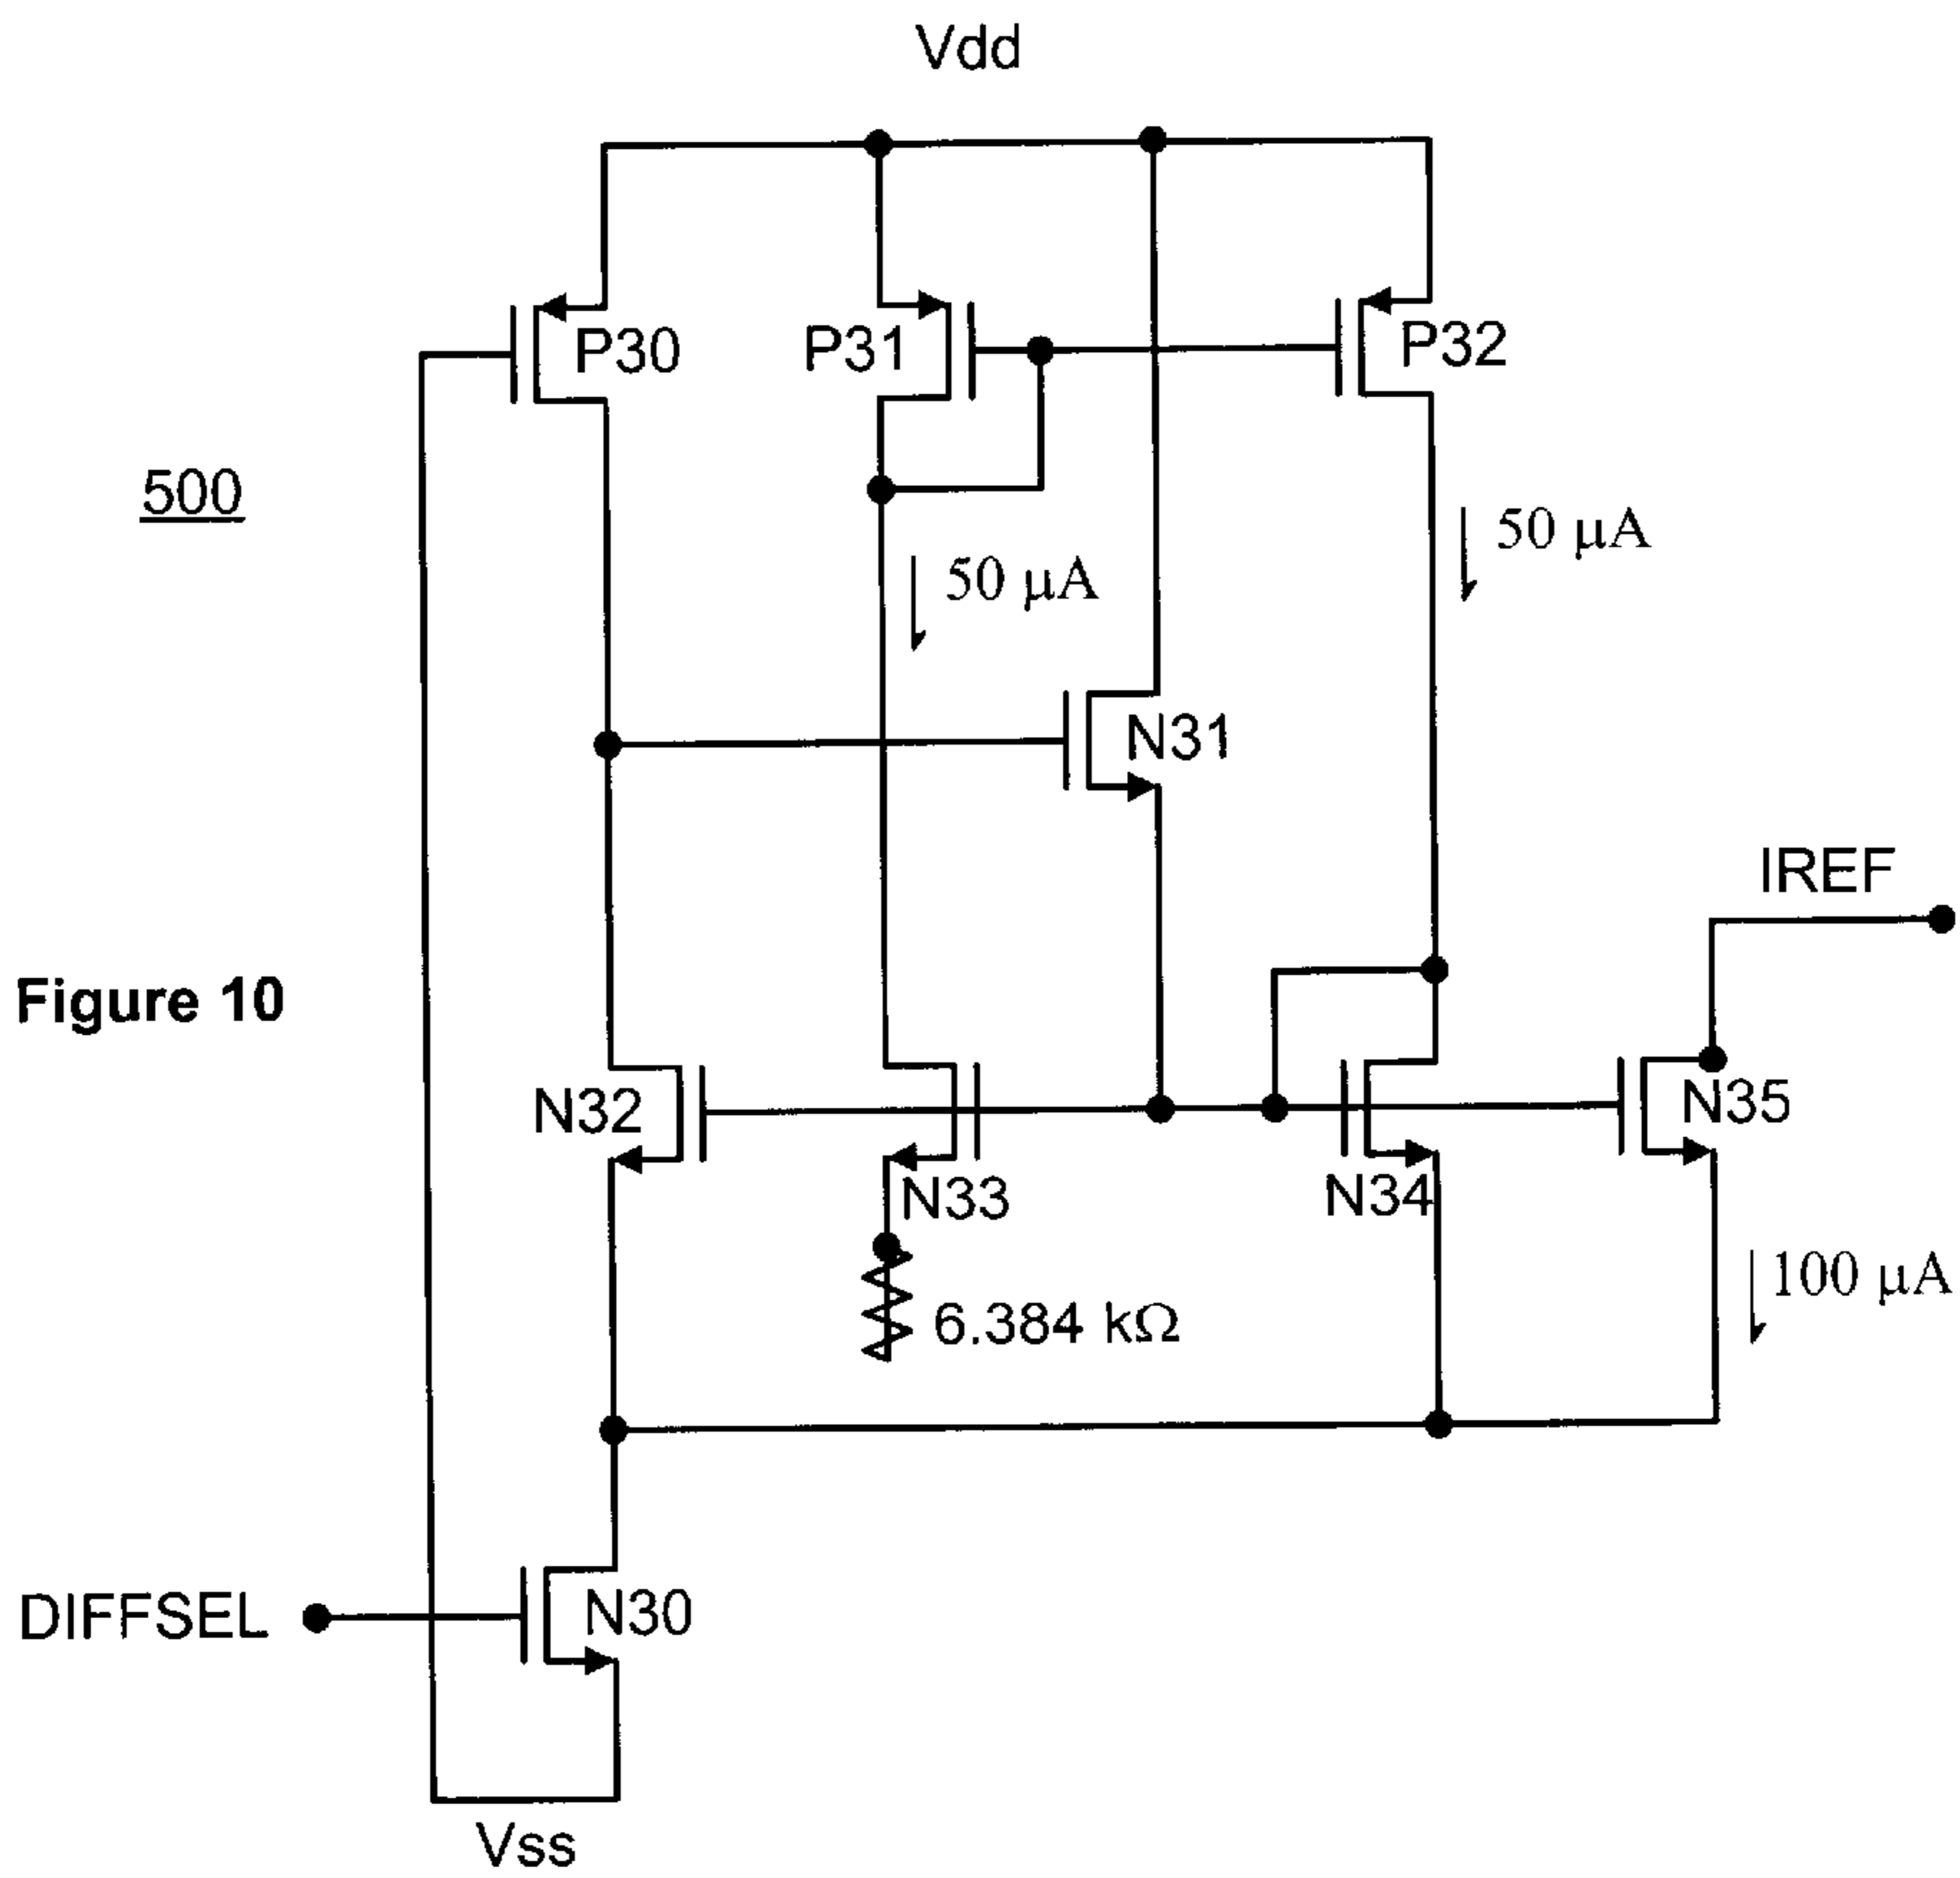 Vdd
P30
P31
P32
500
50 µA
50 µA
N31
IREF
Figure 10
N32
N33
N34
N35
6.384 kΩ
100 µA
DIFFSEL
N30
Vss